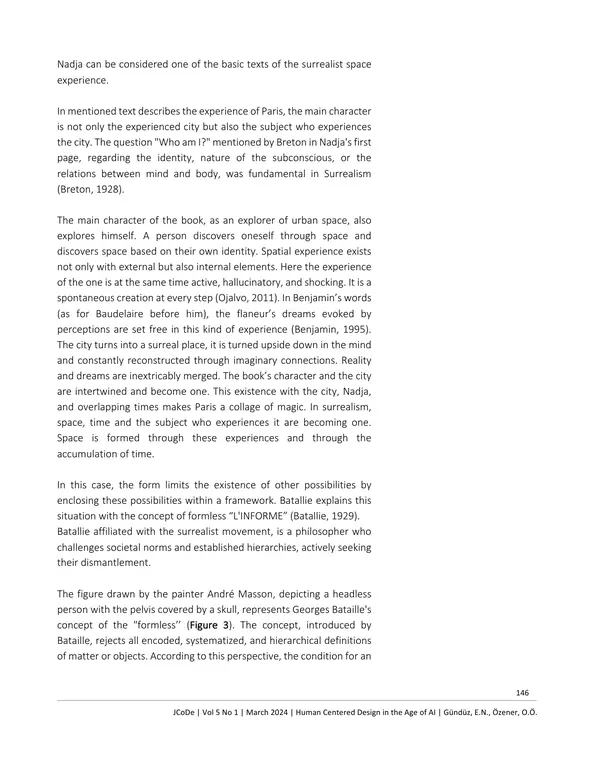 Nadja can be considered one of the basic texts of the surrealist space
experience.
In mentioned text describes the experience of Paris, the main character
is not only the experienced city but also the subject who experiences
the city. The question "Who am I?" mentioned by Breton in Nadja's first
page, regarding the identity, nature of the subconscious, or the
relations between mind and body, was fundamental in Surrealism
(Breton, 1928).
The main character of the book, as an explorer of urban space, also
explores himself. A person discovers oneself through space and
discovers space based on their own identity. Spatial experience exists
not only with external but also internal elements. Here the experience
of the one is at the same time active, hallucinatory, and shocking. It is a
spontaneous creation at every step (Ojalvo, 2011). In Benjamin’s words
(as for Baudelaire before him), the flaneur’s dreams evoked by
perceptions are set free in this kind of experience (Benjamin, 1995).
The city turns into a surreal place, it is turned upside down in the mind
and constantly reconstructed through imaginary connections. Reality
and dreams are inextricably merged. The book’s character and the city
are intertwined and become one. This existence with the city, Nadja,
and overlapping times makes Paris a collage of magic. In surrealism,
space, time and the subject who experiences it are becoming one.
Space is formed through these experiences and through the
accumulation of time.
In this case, the form limits the existence of other possibilities by
enclosing these possibilities within a framework. Batallie explains this
situation with the concept of formless “L'INFORME” (Batallie, 1929).
Batallie affiliated with the surrealist movement, is a philosopher who
challenges societal norms and established hierarchies, actively seeking
their dismantlement.
The figure drawn by the painter André Masson, depicting a headless
person with the pelvis covered by a skull, represents Georges Bataille's
concept of the "formless’’ (Figure 3). The concept, introduced by
Bataille, rejects all encoded, systematized, and hierarchical definitions
of matter or objects. According to this perspective, the condition for an
146
JCoDe | Vol 5 No 1 | March 2024 | Human Centered Design in the Age of AI | Gündüz, E.N., Özener, O.Ö.